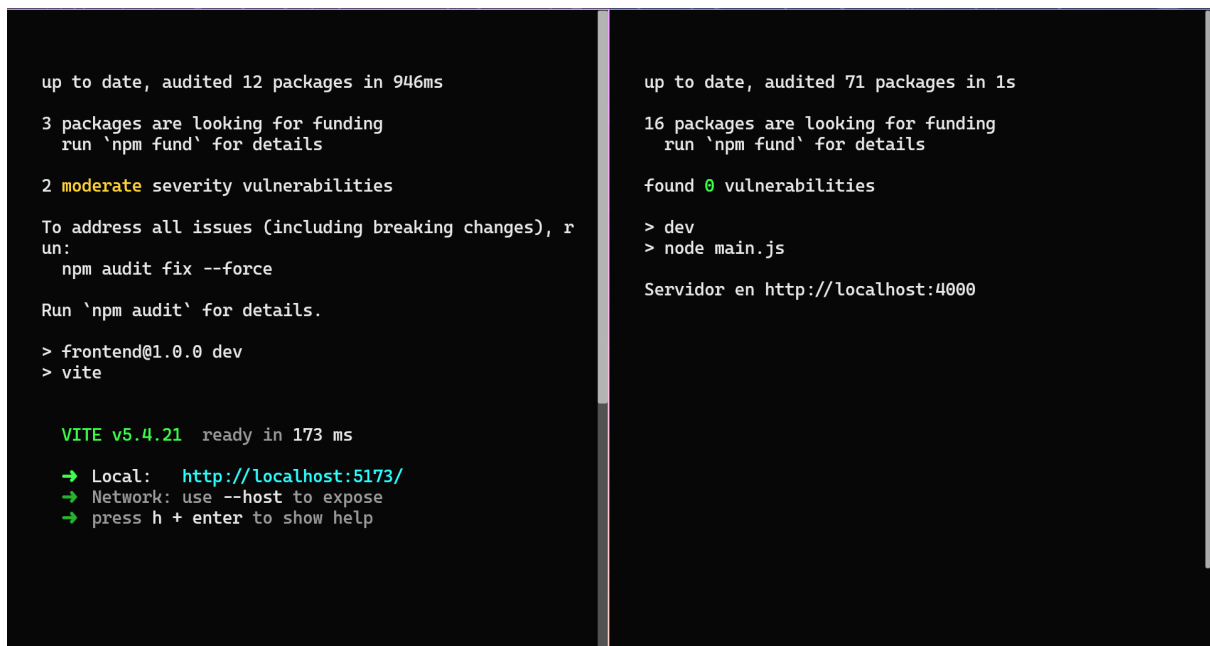 up to date, audited 12 packages in 946ms
3 packages are looking for funding
  run `npm fund` for details
2 moderate severity vulnerabilities
To address all issues (including breaking changes), r
un:
  npm audit fix --force
Run `npm audit` for details.
> frontend@1.0.0 dev
> vite
  VITE v5.4.21  ready in 173 ms
  ➜ Local:   http://localhost:5173/
  ➜ Network: use --host to expose
  ➜ press h + enter to show help
up to date, audited 71 packages in 1s
16 packages are looking for funding
  run `npm fund` for details
found 0 vulnerabilities
> dev
> node main.js
Servidor en http://localhost:4000